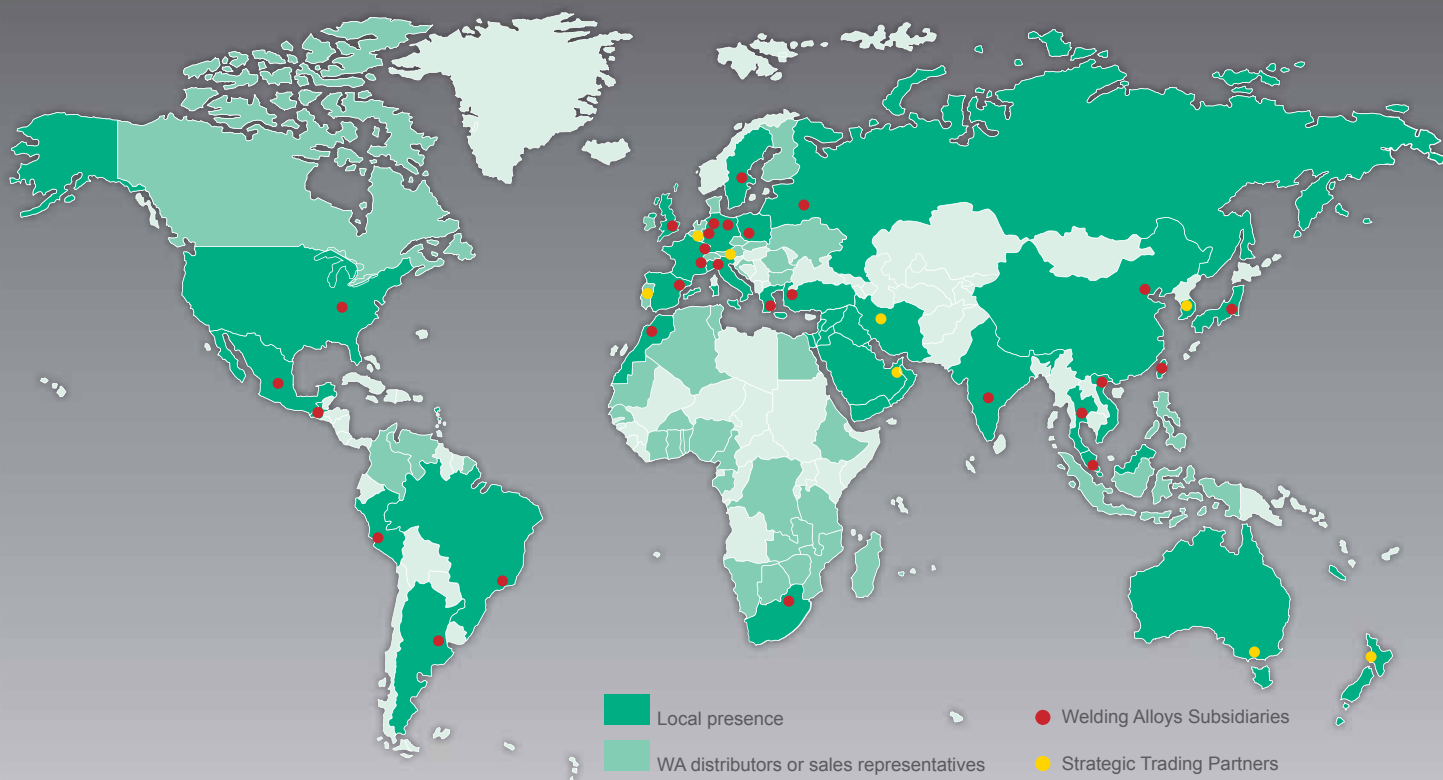 Local presence
WA distributors or sales representatives
Welding Alloys Subsidiaries
Strategic Trading Partners